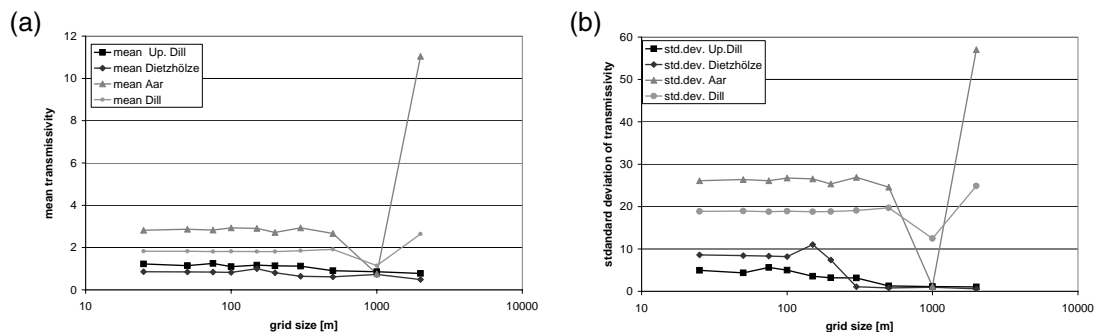 (a)
12
10
8
6
4
2
0
10
100
1000
10000
mean transmissivity
grid size [m]
mean Up. Dill
mean Dietzhölze
mean Aar
mean Dill
(b)
60
50
40
30
20
10
0
10
100
1000
10000
stdandard deviation of transmissivity
grid size [m]
std.dev. Up.Dill
std.dev. Dietzhölze
std.dev. Aar
std.dev. Dill